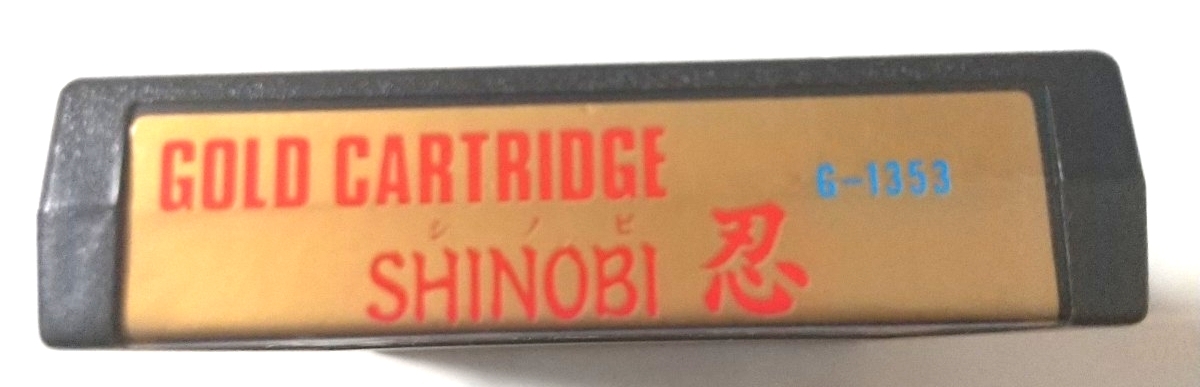 GOLD CARTRIDGE
G-1353
シノビ
SHINOBI 忍